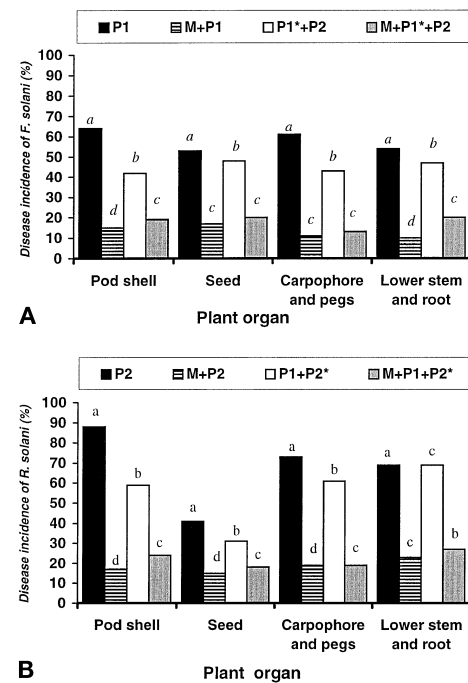 A
P1 M+P1 P1*+P2 M+P1*+P2
Disease incidence of F. solani (%)
100
90
80
70
60
50
40
30
20
10
0
a d b c a c b c a c b c a d b c
Pod shell Seed Carpophore and pegs Lower stem and root
Plant organ
B
P2 M+P2 P1+P2* M+P1+P2*
Disease incidence of R. solani (%)
100
90
80
70
60
50
40
30
20
10
0
a d b c a d b c a d b c a c c b
Pod shell Seed Carpophore and pegs Lower stem and root
Plant organ